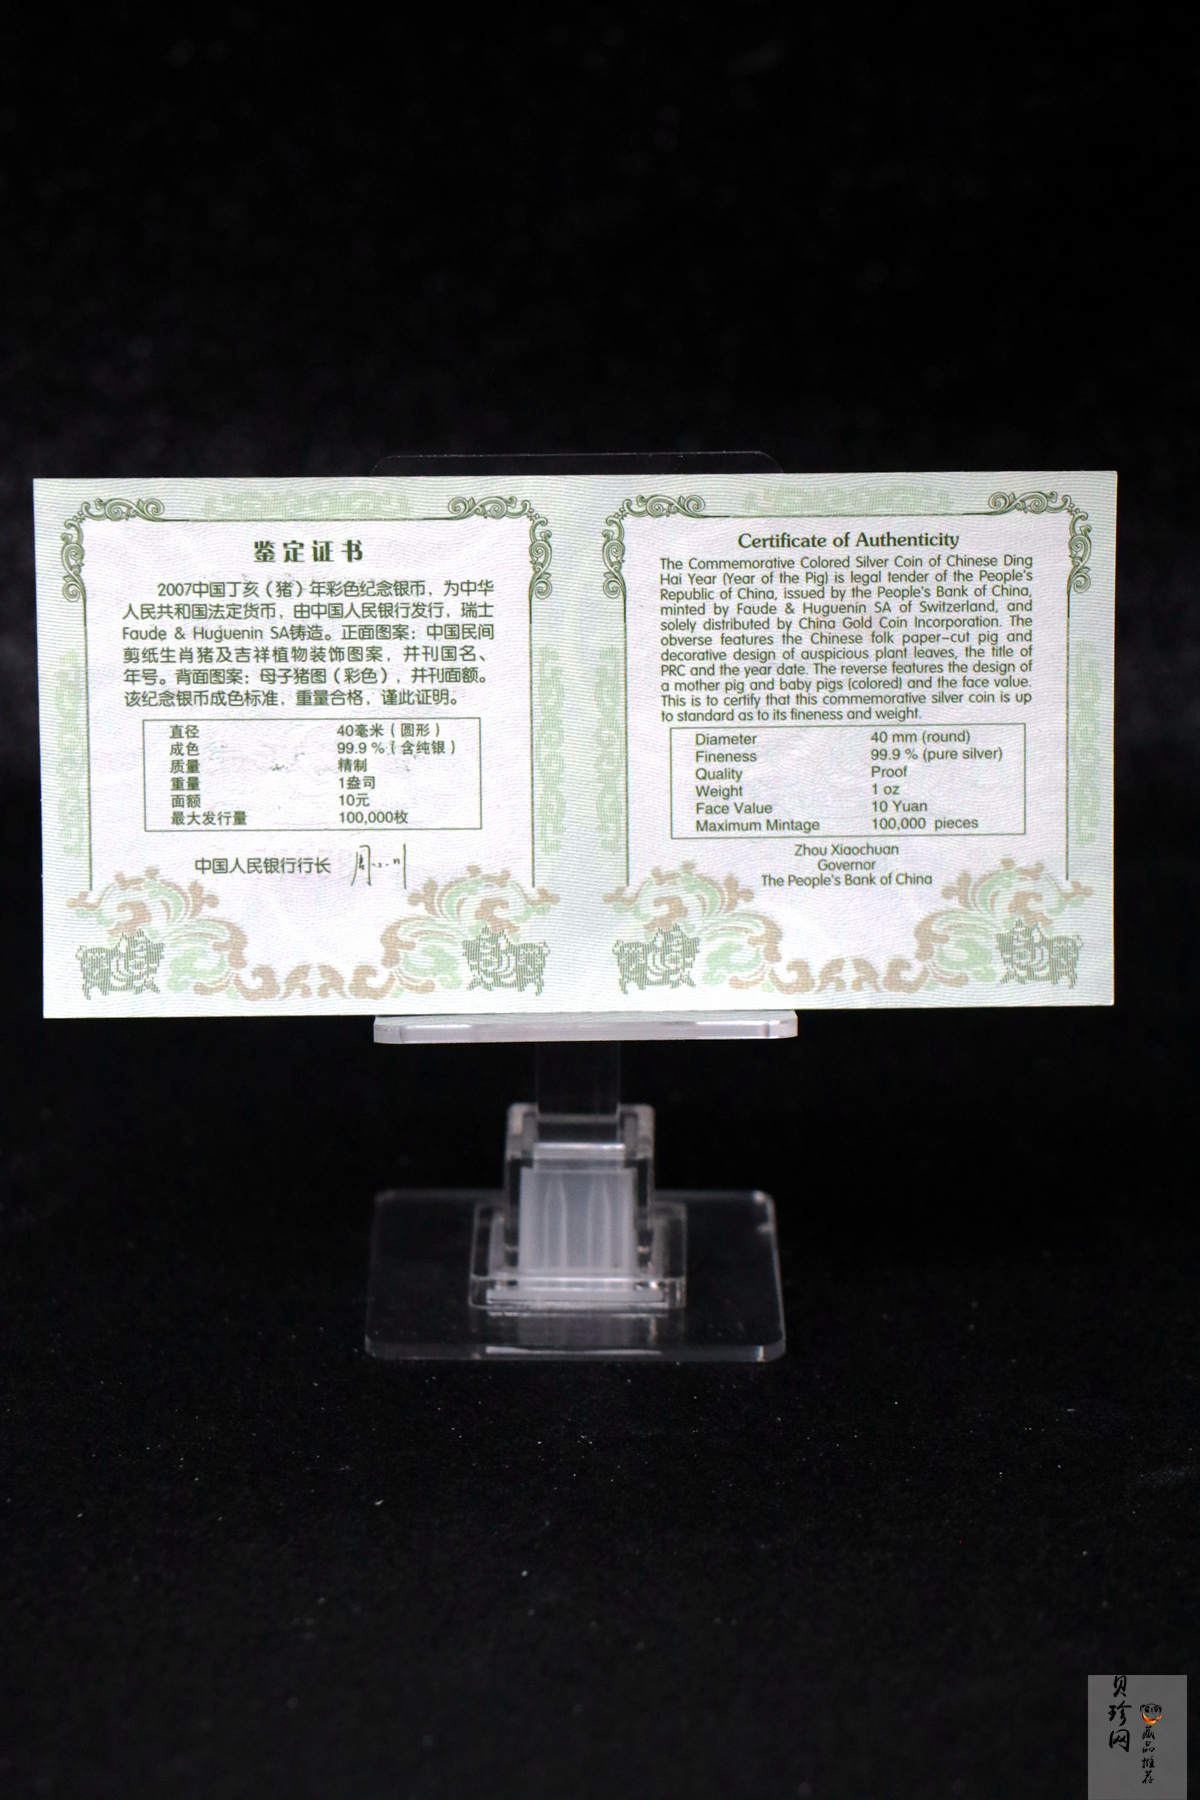 鉴定证书
2007中国丁亥（猪）年彩色纪念银币，为中华
人民共和国法定货币，由中国人民银行发行，瑞士
Faude & Huguenin SA铸造。正面图案：中国民间
剪纸生肖猪及吉祥植物装饰图案，并刊国名、
年号。背面图案：母子猪图（彩色），并刊面额。
该纪念银币成色标准，重量合格，谨此证明。
直径 40毫米（圆形）
成色 99.9 %（含纯银）
质量 精制
重量 1盎司
面额 10元
最大发行量 100,000枚
中国人民银行行长
Certificate of Authenticity
The Commemorative Colored Silver Coin of Chinese Ding
Hai Year (Year of the Pig) is legal tender of the People's
Republic of China, issued by the People's Bank of China,
minted by Faude & Huguenin SA of Switzerland, and
solely distributed by China Gold Coin Incorporation. The
obverse features the Chinese folk paper-cut pig and
decorative design of auspicious plant leaves, the title of
PRC and the year date. The reverse features the design of
a mother pig and baby pigs (colored) and the face value.
This is to certify that this commemorative silver coin is up
to standard as to its fineness and weight.
Diameter 40 mm (round)
Fineness 99.9 % (pure silver)
Quality Proof
Weight 1 oz
Face Value 10 Yuan
Maximum Mintage 100,000 pieces
Zhou Xiaochuan
Governor
The People's Bank of China
贝珍网
藏品推荐